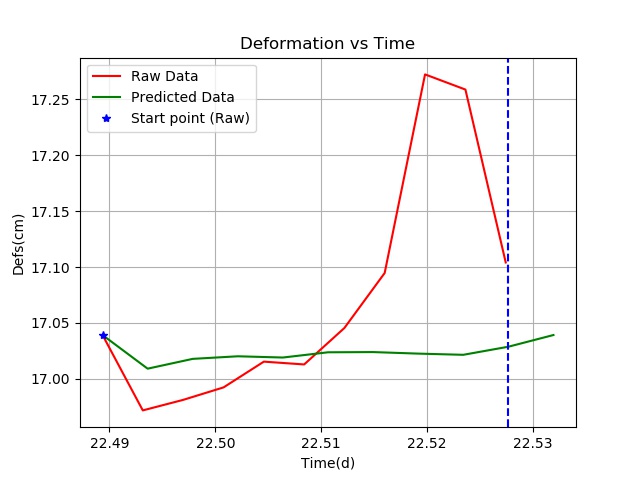 Deformation vs Time
Raw Data
Predicted Data
Start point (Raw)
Defs(cm)
17.25
17.20
17.15
17.10
17.05
17.00
22.49 22.50 22.51 22.52 22.53
Time(d)